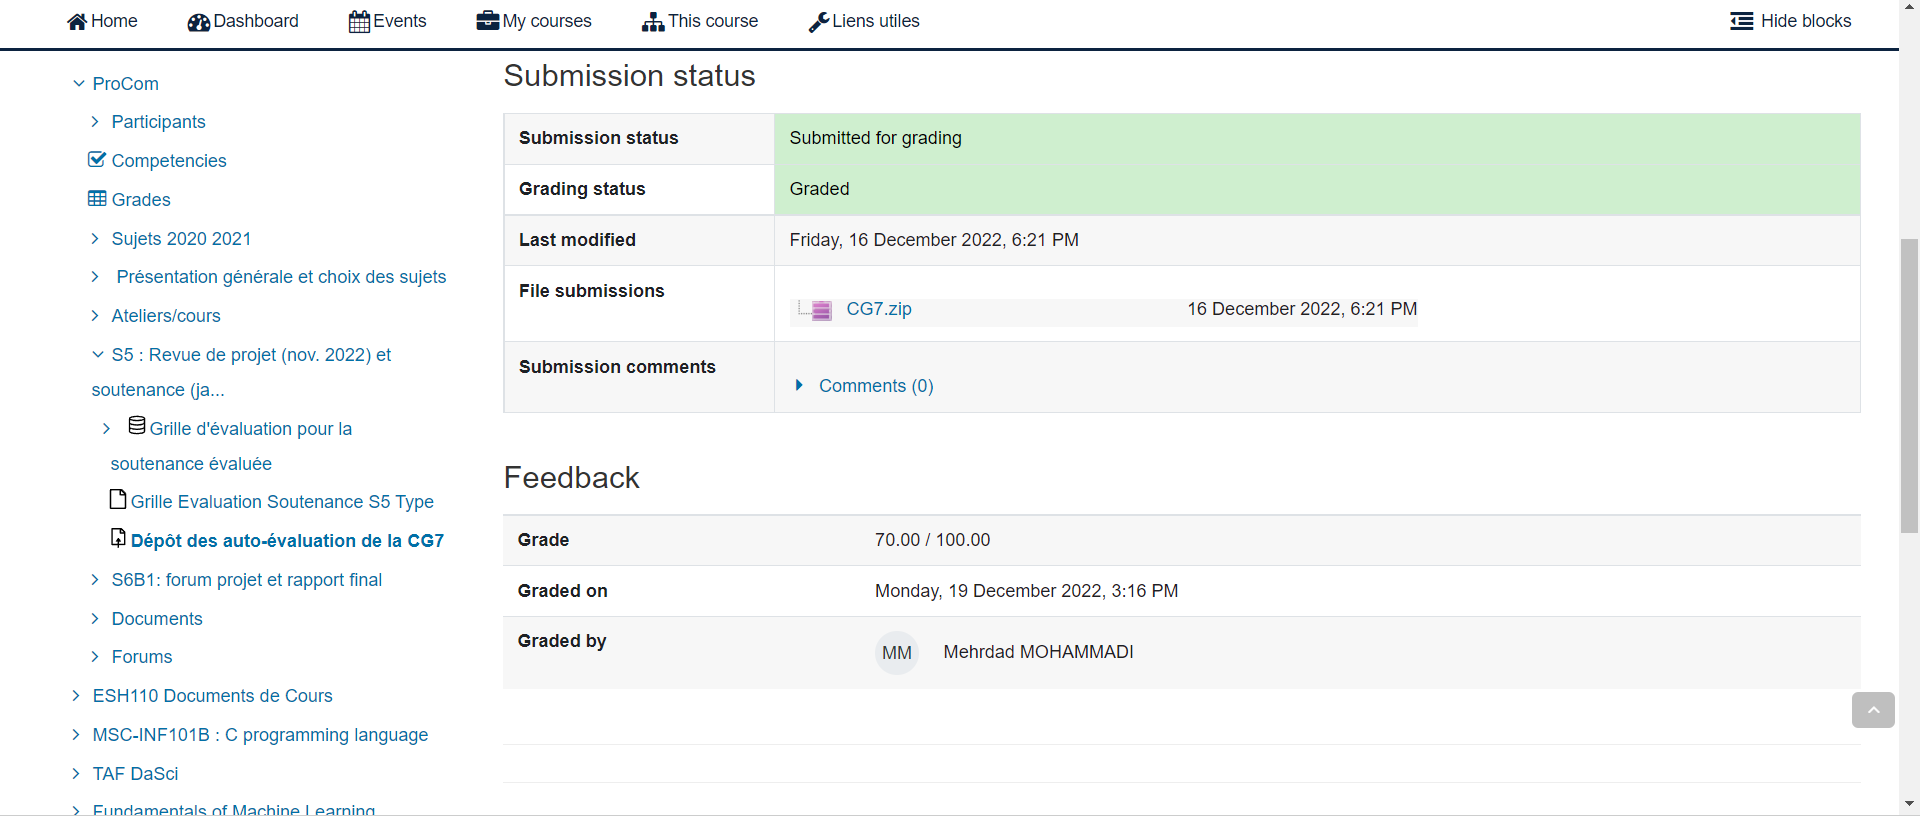 Home Dashboard Events My courses This course Liens utiles Hide blocks
ProCom
Participants
Competencies
Grades
Sujets 2020 2021
Présentation générale et choix des sujets
Ateliers/cours
S5 : Revue de projet (nov. 2022) et
soutenance (ja...
Grille d'évaluation pour la
soutenance évaluée
Grille Evaluation Soutenance S5 Type
Dépôt des auto-évaluation de la CG7
S6B1: forum projet et rapport final
Documents
Forums
ESH110 Documents de Cours
MSC-INF101B : C programming language
TAF DaSci
Fundamentals of Machine Learning
Submission status
Submission status Submitted for grading
Grading status Graded
Last modified Friday, 16 December 2022, 6:21 PM
File submissions
CG7.zip 16 December 2022, 6:21 PM
Submission comments
Comments (0)
Feedback
Grade 70.00 / 100.00
Graded on Monday, 19 December 2022, 3:16 PM
Graded by
MM Mehrdad MOHAMMADI